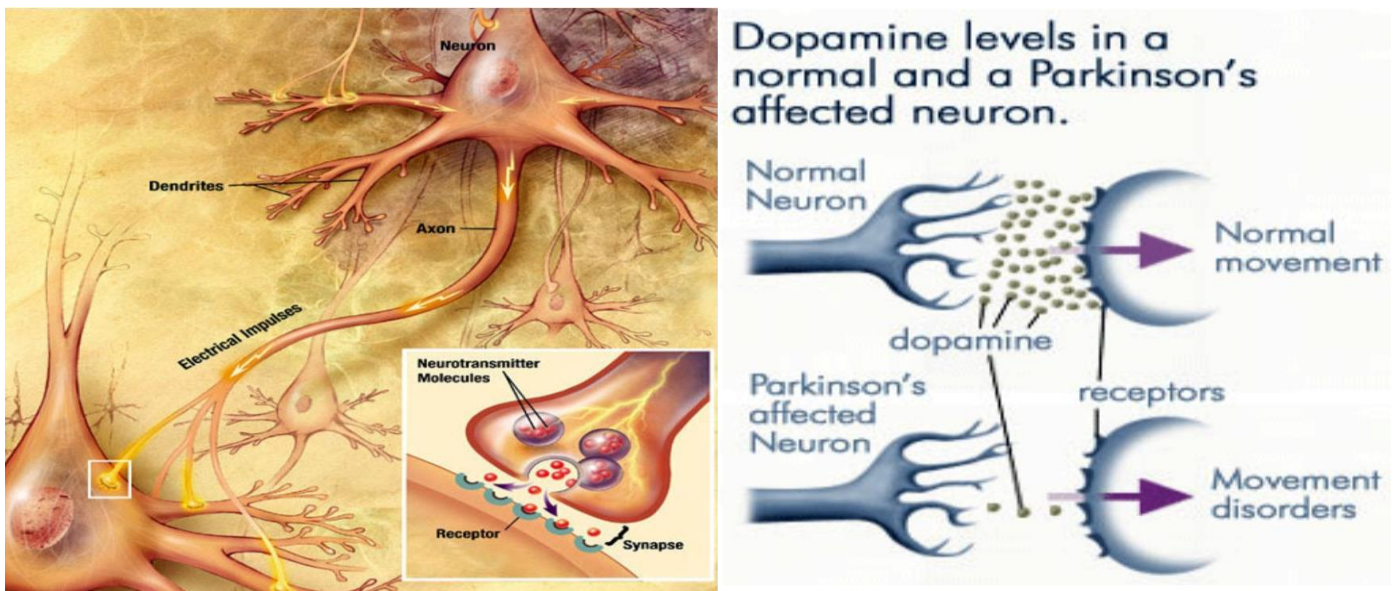 Neuron
Dendrites
Axon
Electrical Impulses
Neurotransmitter
Molecules
Receptor
Synapse
Dopamine levels in a
normal and a Parkinson's
affected neuron.
Normal
Neuron
Normal
movement
dopamine
Parkinson's
affected
Neuron
receptors
Movement
disorders